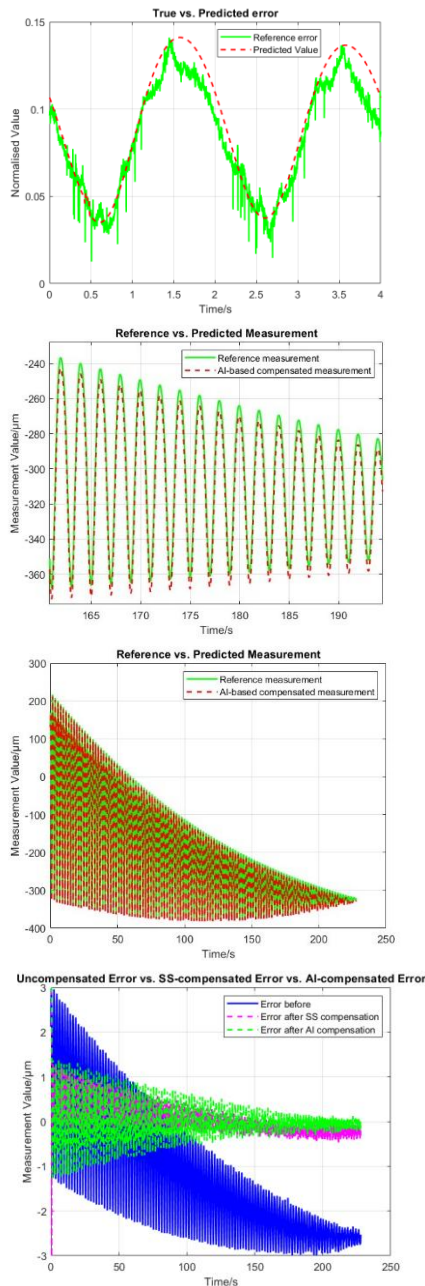 True vs. Predicted error
Reference error
Predicted Value
Normalised Value
0.15
0.1
0.05
0
0
0.5
1
1.5
2
2.5
3
3.5
4
Time/s
Reference vs. Predicted Measurement
Reference measurement
AI-based compensated measurement
Measurement Value/μm
-240
-260
-280
-300
-320
-340
-360
165
170
175
180
185
190
Time/s
Reference vs. Predicted Measurement
Reference measurement
AI-based compensated measurement
Measurement Value/μm
300
200
100
0
-100
-200
-300
-400
0
50
100
150
200
250
Time/s
Uncompensated Error vs. SS-compensated Error vs. AI-compensated Error
Error before
Error after SS compensation
Error after AI compensation
Measurement Value/μm
3
2
1
0
-1
-2
-3
0
50
100
150
200
250
Time/s